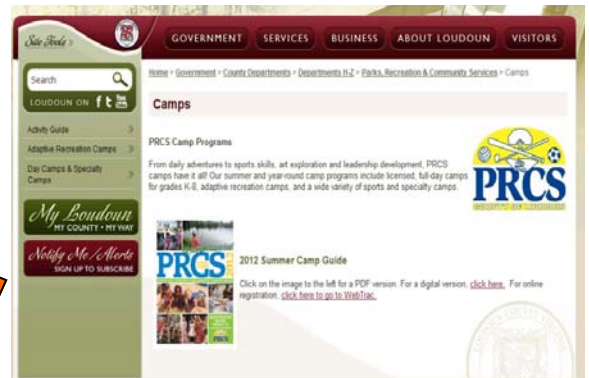 Site Tools »
GOVERNMENT SERVICES BUSINESS ABOUT LOUDOUN VISITORS
Search
LOUDOUN ON f t You Tube
Activity Guide »
Adaptive Recreation Camps »
Day Camps & Specialty »
Camps
My Loudoun
MY COUNTY • MY WAY
Notify Me / Alerts
SIGN UP TO SUBSCRIBE
Home » Government » County Departments » Departments H-Z » Parks, Recreation & Community Services » Camps
Camps
PRCS Camp Programs
From daily adventures to sports skills, art exploration and leadership development, PRCS
camps have it all! Our summer and year-round camp programs include licensed, full-day camps
for grades K-8, adaptive recreation camps, and a wide variety of sports and specialty camps.
PRCS
COUNTY OF LOUDOUN
PRCS 2012
2012 Summer Camp Guide
Click on the image to the left for a PDF version. For a digital version, click here. For online
registration, click here to go to WebTrac.